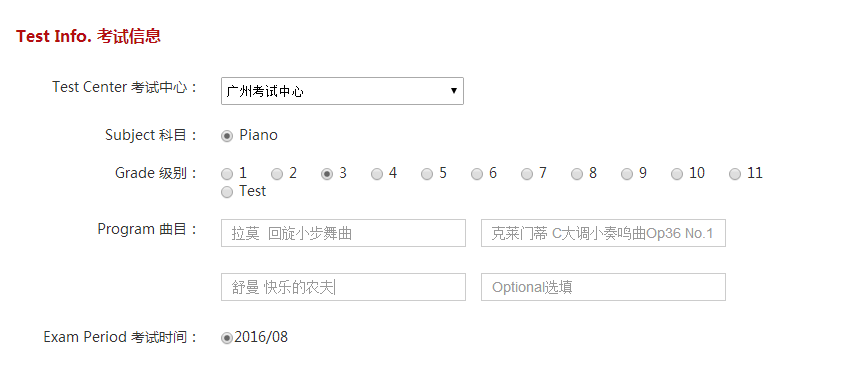 Test Info. 考试信息
Test Center 考试中心： 广州考试中心
Subject 科目： Piano
Grade 级别： 1 2 3 4 5 6 7 8 9 10 11
Test
Program 曲目： 拉莫 回旋小步舞曲 克莱门蒂 C大调小奏鸣曲Op36 No.1
舒曼 快乐的农夫 Optional选填
Exam Period 考试时间： 2016/08